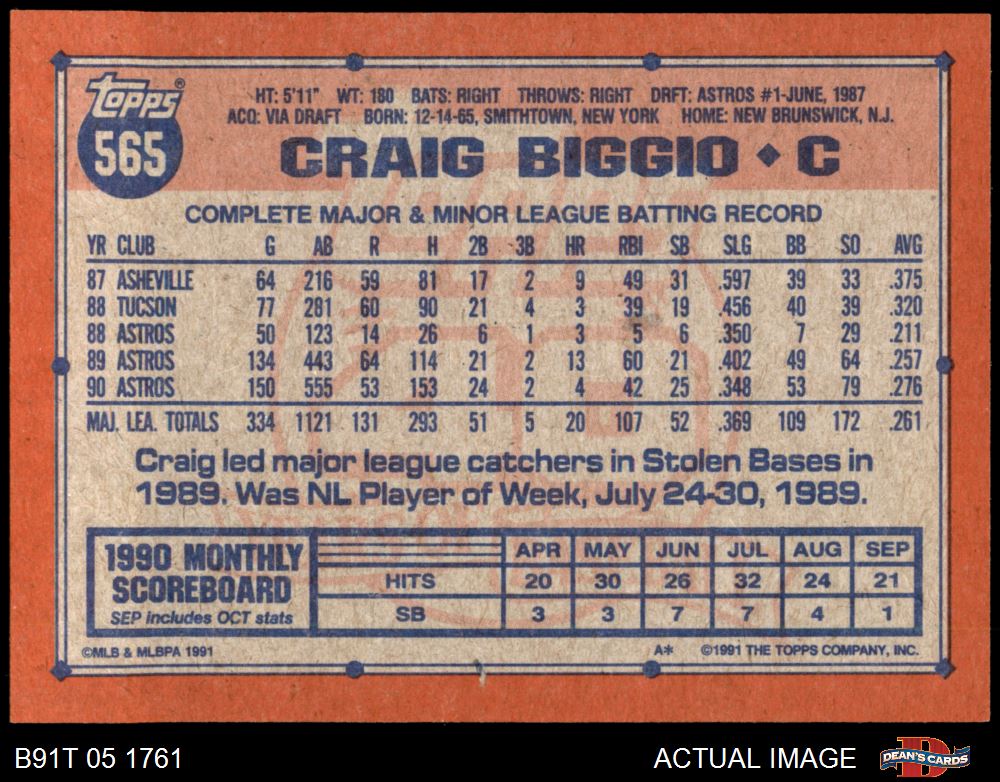 topps®
565
HT: 5'11" WT: 180 BATS: RIGHT THROWS: RIGHT DRFT: ASTROS #1-JUNE, 1987
ACQ: VIA DRAFT BORN: 12-14-65, SMITHTOWN, NEW YORK HOME: NEW BRUNSWICK, N.J.
CRAIG BIGGIO ◆ C
COMPLETE MAJOR & MINOR LEAGUE BATTING RECORD
YR CLUB G AB R H 2B 3B HR RBI SB SLG BB SO AVG
87 ASHEVILLE 64 216 59 81 17 2 9 49 31 .597 39 33 .375
88 TUCSON 77 281 60 90 21 4 3 39 19 .456 40 39 .320
88 ASTROS 50 123 14 26 6 1 3 5 6 .350 7 29 .211
89 ASTROS 134 443 64 114 21 2 13 60 21 .402 49 64 .257
90 ASTROS 150 555 53 153 24 2 4 42 25 .348 53 79 .276
MAJ. LEA. TOTALS 334 1121 131 293 51 5 20 107 52 .369 109 172 .261
Craig led major league catchers in Stolen Bases in
1989. Was NL Player of Week, July 24-30, 1989.
1990 MONTHLY
SCOREBOARD
SEP includes OCT stats
APR MAY JUN JUL AUG SEP
HITS 20 30 26 32 24 21
SB 3 3 7 7 4 1
©MLB & MLBPA 1991 A* ©1991 THE TOPPS COMPANY, INC.
B91T 05 1761 ACTUAL IMAGE DEAN'S CARDS